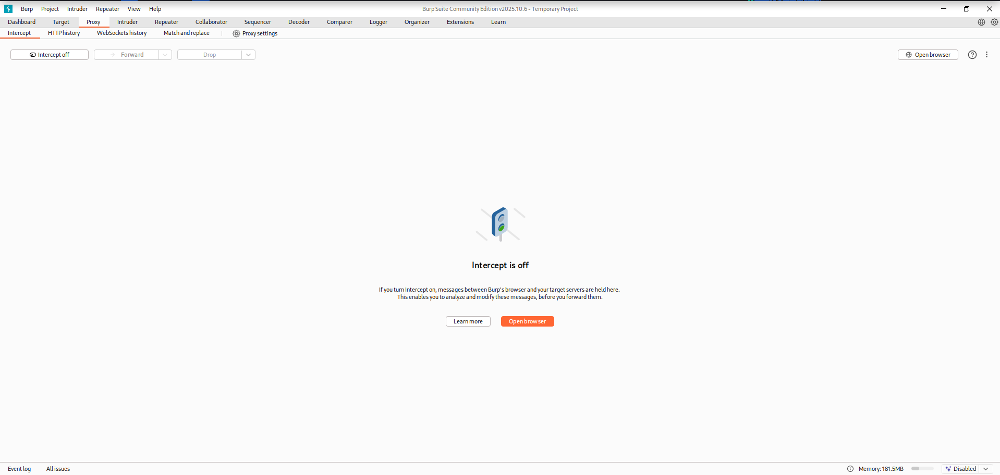 Burp Project Intruder Repeater View Help Burp Suite Community Edition v2025.10.6 - Temporary Project
Dashboard Target Proxy Intruder Repeater Collaborator Sequencer Decoder Comparer Logger Organizer Extensions Learn
Intercept HTTP history WebSockets history Match and replace Proxy settings
Intercept off Forward Drop Open browser
Intercept is off
If you turn Intercept on, messages between Burp's browser and your target servers are held here.
This enables you to analyze and modify these messages, before you forward them.
Learn more Open browser
Event log All issues Memory: 181.5MB Disabled